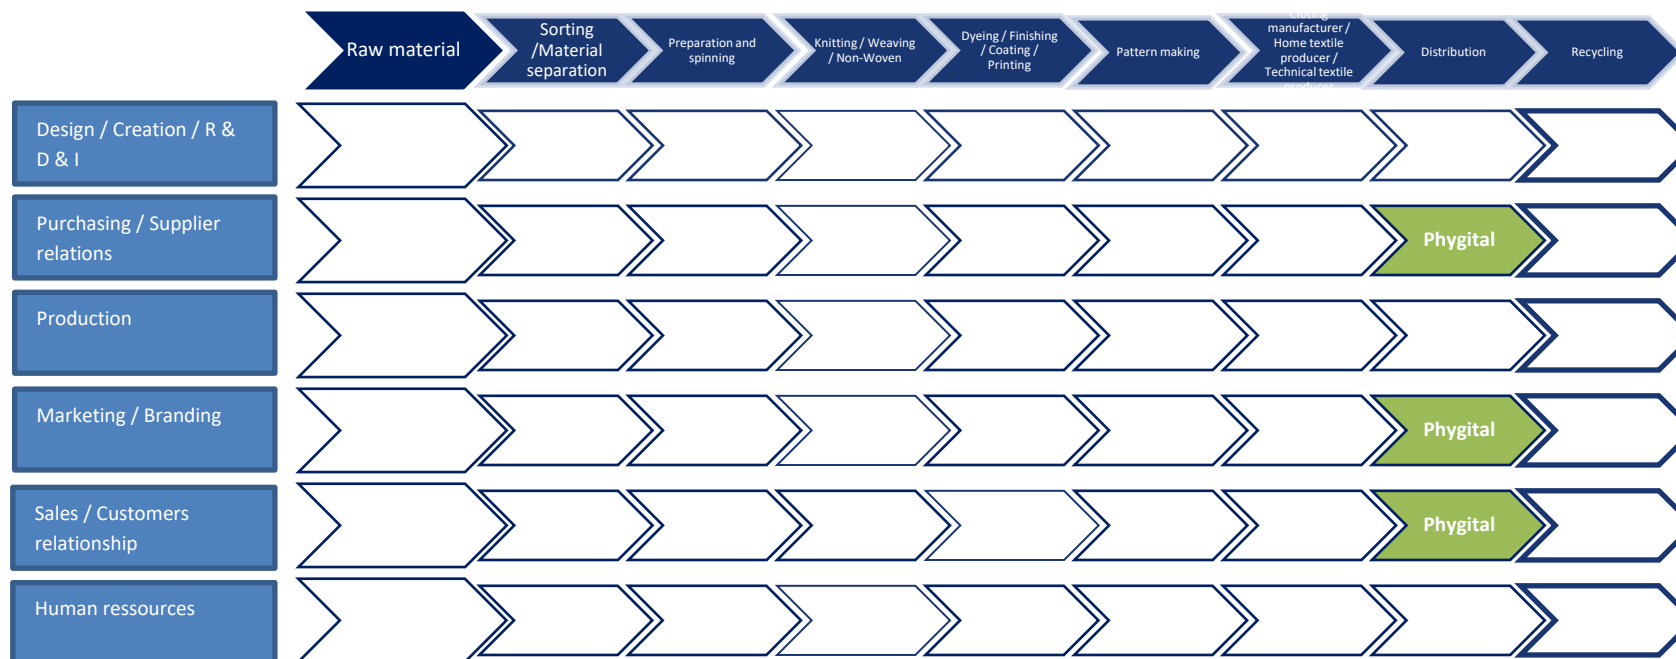 Raw material
Sorting
/Material
separation
Preparation and
spinning
Knitting / Weaving
/ Non-Woven
Dyeing / Finishing
/ Coating /
Printing
Pattern making
Cloting
manufacturer /
Home textile
producer /
Technical textile
producer
Distribution
Recycling
Design / Creation / R &
D & I
Purchasing / Supplier
relations
Phygital
Production
Marketing / Branding
Phygital
Sales / Customers
relationship
Phygital
Human ressources